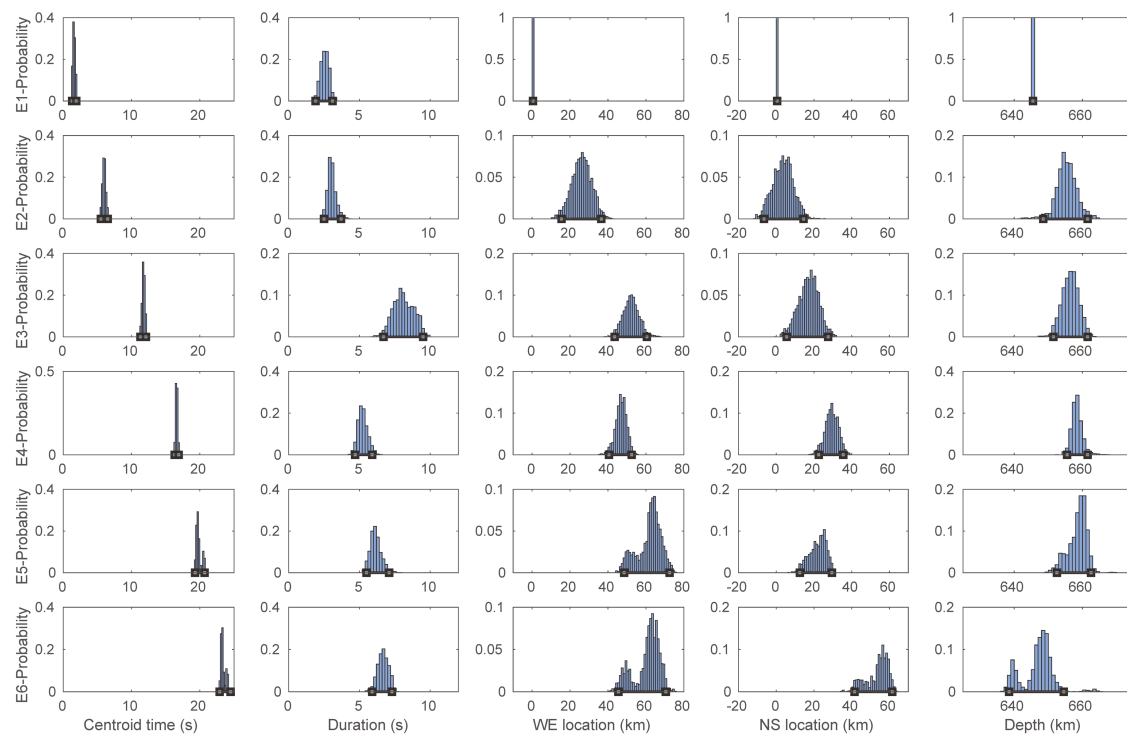 E1-Probability
0.4 0.2 0
0.4 0.2 0
1 0.5 0
1 0.5 0
1 0.5 0
0 10 20
0 5 10
0 20 40 60 80
-20 0 20 40 60
640 660
E2-Probability
0.4 0.2 0
0.4 0.2 0
0.1 0.05 0
0.1 0.05 0
0.2 0.1 0
0 10 20
0 5 10
0 20 40 60 80
-20 0 20 40 60
640 660
E3-Probability
0.4 0.2 0
0.2 0.1 0
0.2 0.1 0
0.1 0.05 0
0.2 0.1 0
0 10 20
0 5 10
0 20 40 60 80
-20 0 20 40 60
640 660
E4-Probability
0.5 0
0.4 0.2 0
0.2 0.1 0
0.2 0.1 0
0.4 0.2 0
0 10 20
0 5 10
0 20 40 60 80
-20 0 20 40 60
640 660
E5-Probability
0.4 0.2 0
0.4 0.2 0
0.1 0.05 0
0.2 0.1 0
0.2 0.1 0
0 10 20
0 5 10
0 20 40 60 80
-20 0 20 40 60
640 660
E6-Probability
0.4 0.2 0
0.4 0.2 0
0.1 0.05 0
0.2 0.1 0
0.2 0.1 0
0 10 20
0 5 10
0 20 40 60 80
-20 0 20 40 60
640 660
Centroid time (s)
Duration (s)
WE location (km)
NS location (km)
Depth (km)